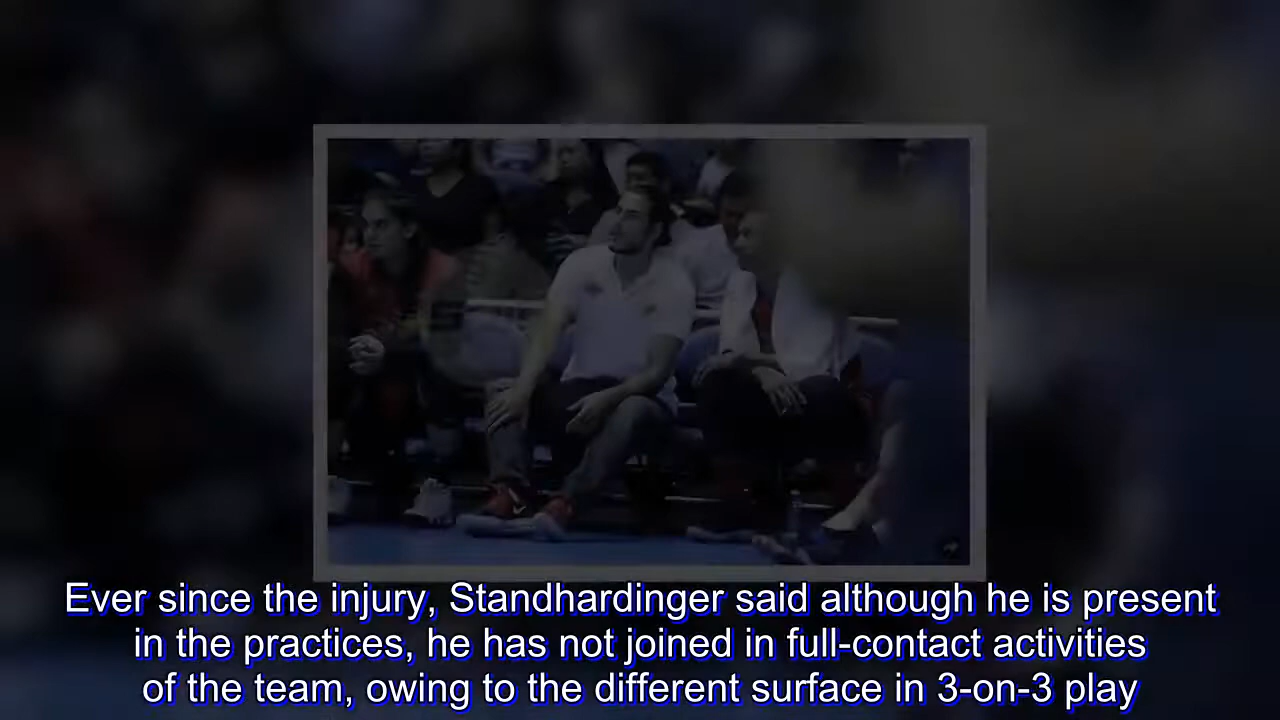 Ever since the injury, Standhardinger said although he is present
in the practices, he has not joined in full-contact activities
of the team, owing to the different surface in 3-on-3 play